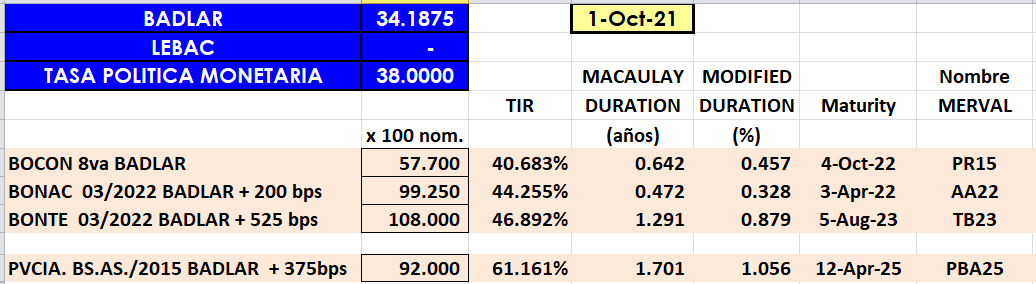 BADLAR 34.1875 1-Oct-21
LEBAC -
TASA POLITICA MONETARIA 38.0000 MACAULAY MODIFIED Nombre
TIR DURATION DURATION Maturity MERVAL
x 100 nom. (años) (%)
BOCON 8va BADLAR 57.700 40.683% 0.642 0.457 4-Oct-22 PR15
BONAC 03/2022 BADLAR + 200 bps 99.250 44.255% 0.472 0.328 3-Apr-22 AA22
BONTE 03/2022 BADLAR + 525 bps 108.000 46.892% 1.291 0.879 5-Aug-23 TB23
PVCIA. BS.AS./2015 BADLAR + 375bps 92.000 61.161% 1.701 1.056 12-Apr-25 PBA25